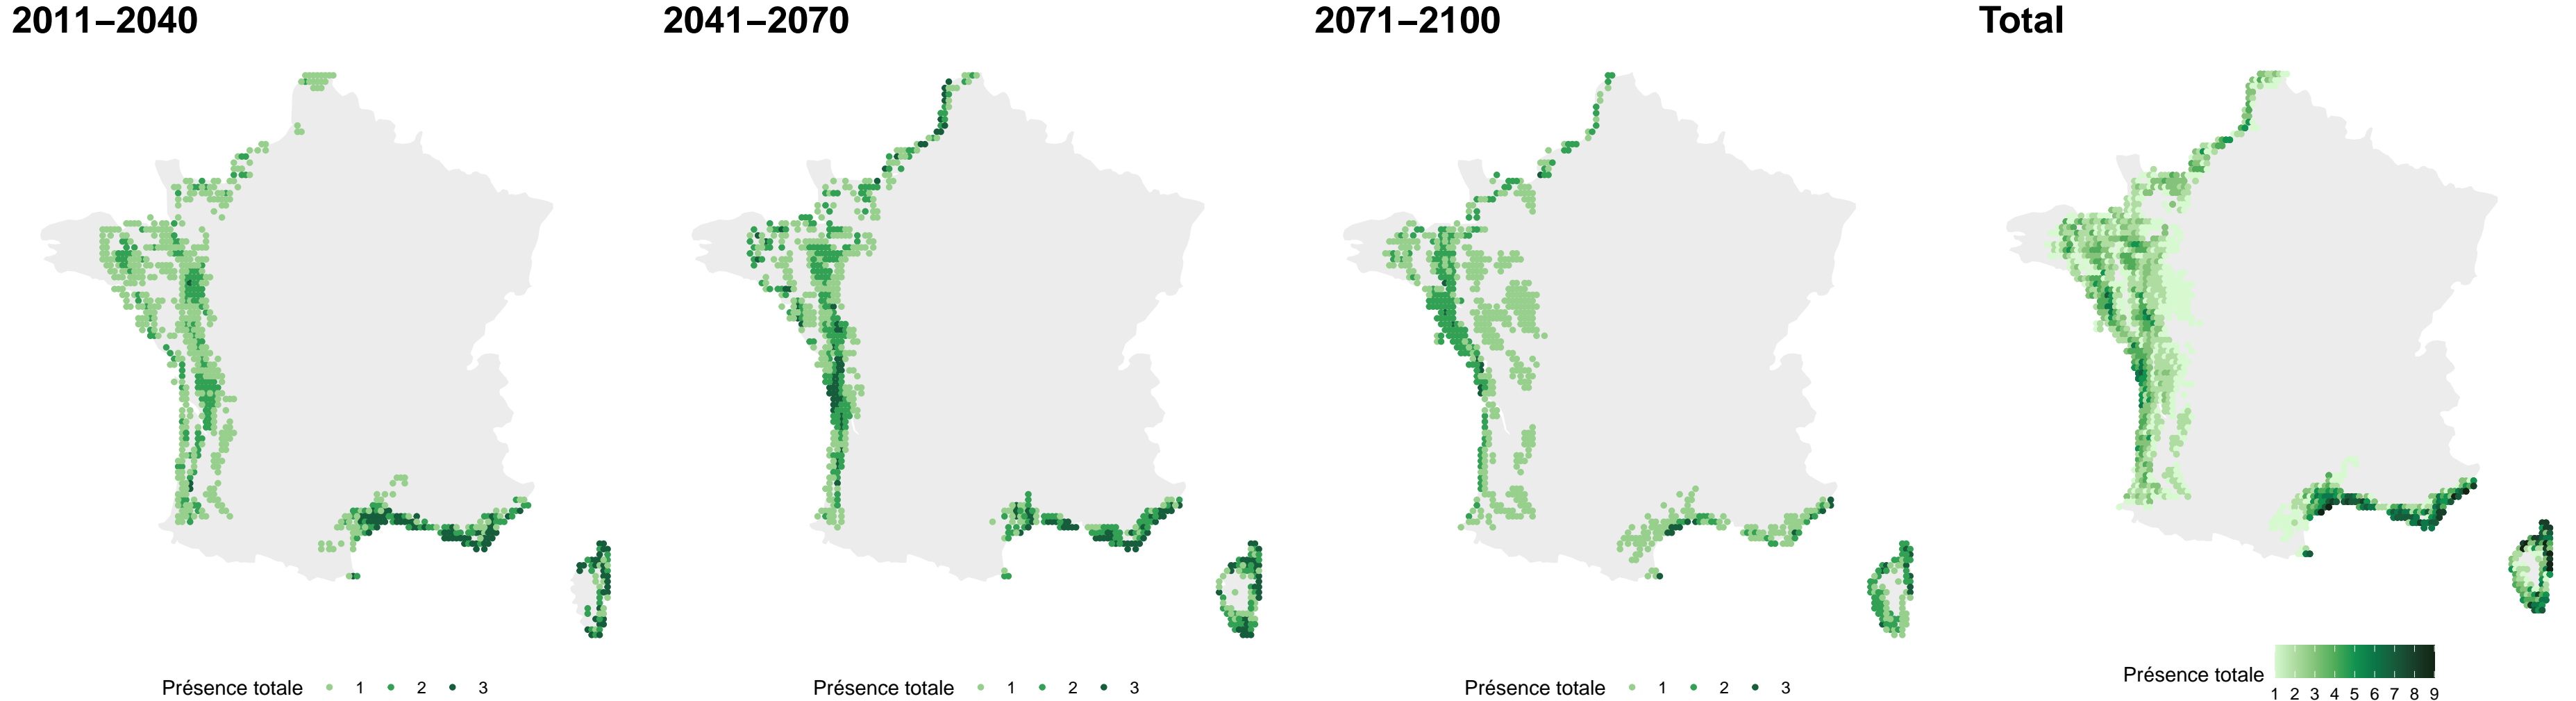 2011–2040
2041–2070
2071–2100
Total
Présence totale 1 2 3
Présence totale 1 2 3
Présence totale 1 2 3
Présence totale
1 2 3 4 5 6 7 8 9